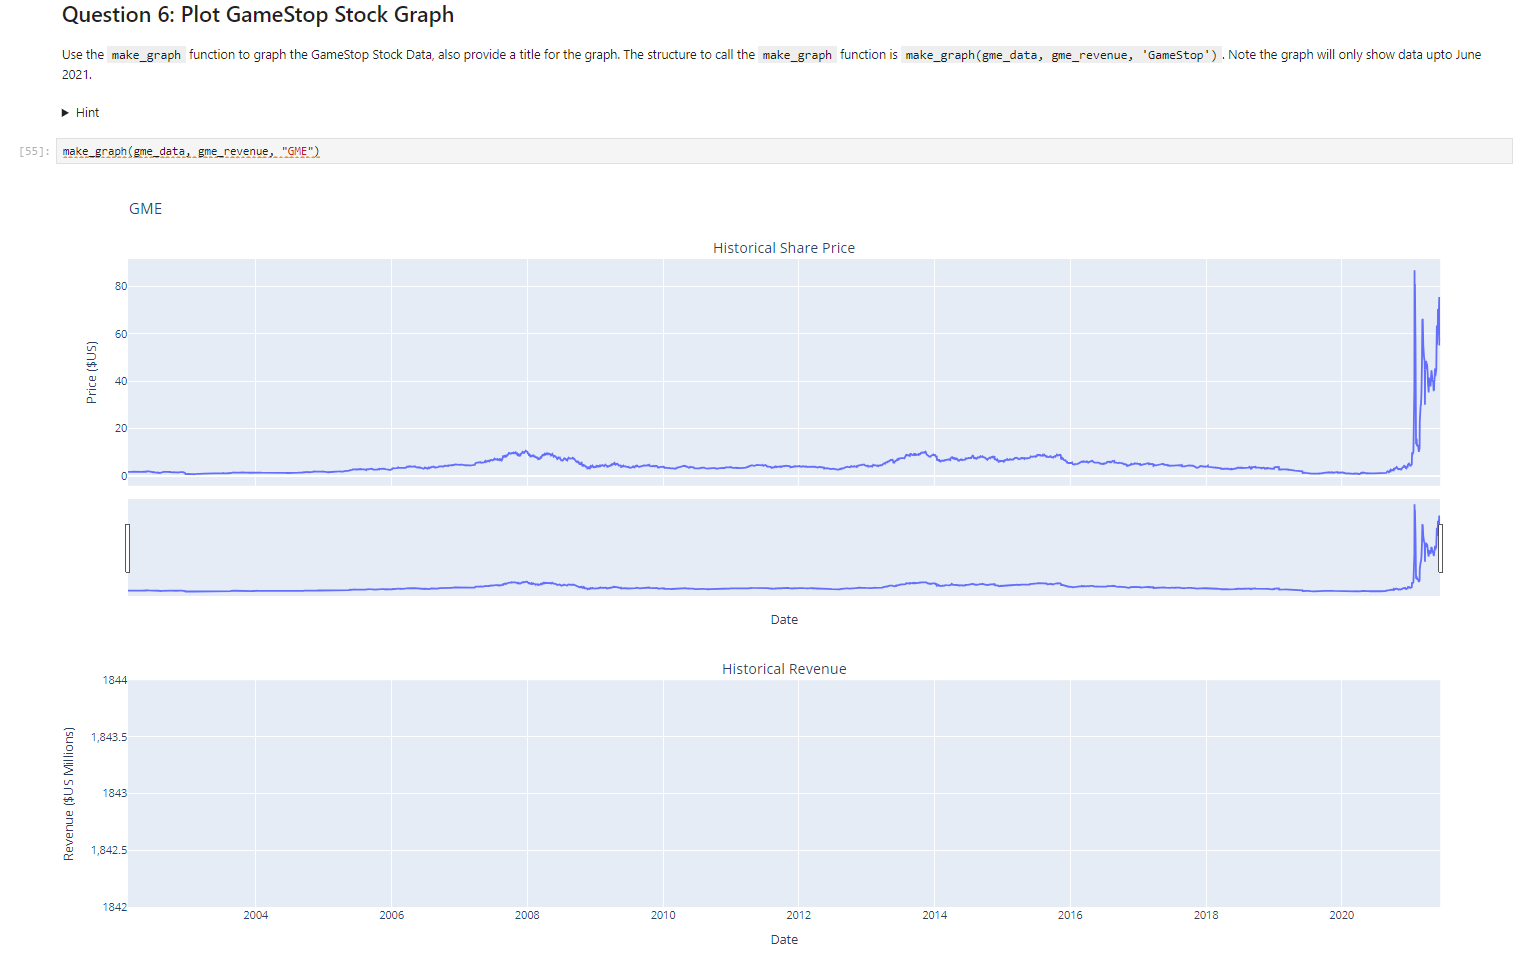 Question 6: Plot GameStop Stock Graph
Use the make_graph function to graph the GameStop Stock Data, also provide a title for the graph. The structure to call the make_graph function is make_graph(gme_data, gme_revenue, 'GameStop') . Note the graph will only show data upto June
2021.
Hint
[55]: make_graph(gme_data, gme_revenue, "GME")
GME
Historical Share Price
80
60
40
20
0
Price ($US)
Date
Historical Revenue
1844
1,843.5
1843
1,842.5
1842
Revenue ($US Millions)
2004 2006 2008 2010 2012 2014 2016 2018 2020
Date